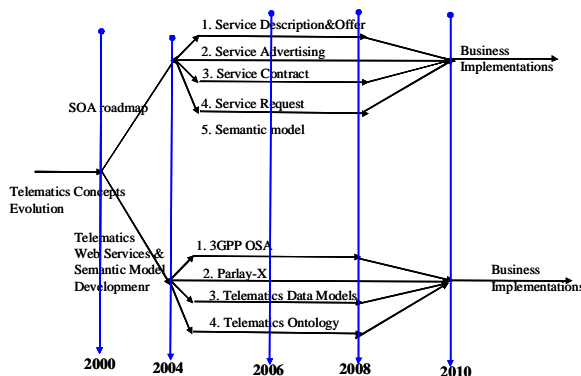 1. Service Description&Offer
2. Service Advertising
3. Service Contract
4. Service Request
5. Semantic model
Business
Implementations
SOA roadmap
Telematics Concepts
Evolution
Telematics
Web Services &
Semantic Model
Development
1. 3GPP OSA
2. Parlay-X
3. Telematics Data Models
4. Telematics Ontology
Business
Implementations
2000
2004
2006
2008
2010